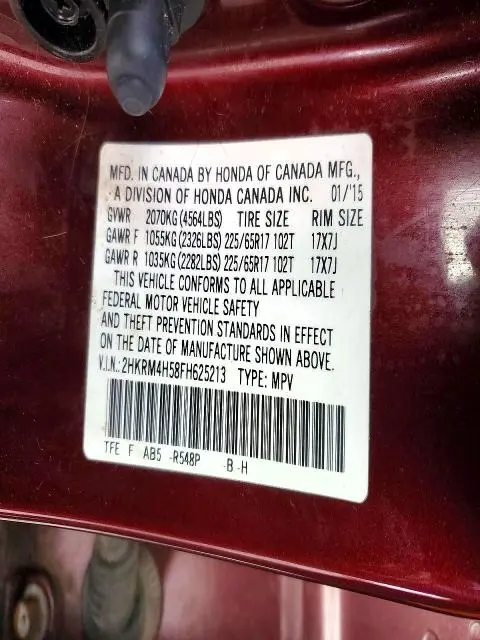 MFD. IN CANADA BY HONDA OF CANADA MFG.,
A DIVISION OF HONDA CANADA INC. 01/'15
GVWR 2070KG(4564LBS) TIRE SIZE RIM SIZE
GAWR F 1055KG(2326LBS) 225/65R17 102T 17X7J
GAWR R 1035KG(2282LBS) 225/65R17 102T 17X7J
THIS VEHICLE CONFORMS TO ALL APPLICABLE
FEDERAL MOTOR VEHICLE SAFETY
AND THEFT PREVENTION STANDARDS IN EFFECT
ON THE DATE OF MANUFACTURE SHOWN ABOVE.
V.I.N.: 2HKRM4H58FH625213 TYPE: MPV
TFE F AB5 -R548P -B -H